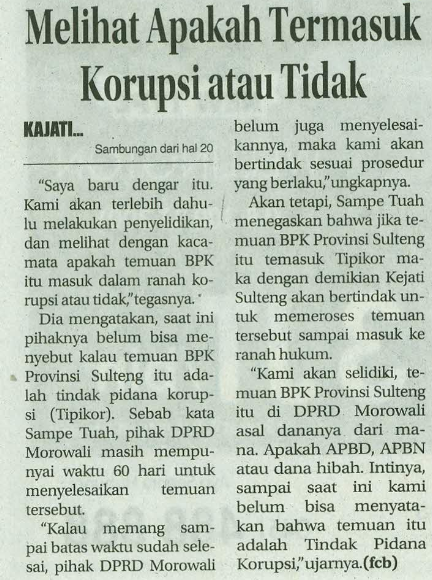 Melihat Apakah Termasuk
Korupsi atau Tidak
KAJATI...
Sambungan dari hal 20
"Saya baru dengar itu.
Kami akan terlebih dahu-
lu melakukan penyelidikan,
dan melihat dengan kaca-
mata apakah temuan BPK
itu masuk dalam ranah ko-
rupsi atau tidak,"tegasnya.
Dia mengatakan, saat ini
pihaknya belum bisa me-
nyebut kalau temuan BPK
Provinsi Sulteng itu ada-
lah tindak pidana korup-
si (Tipikor). Sebab kata
Sampe Tuah, pihak DPRD
Morowali masih mempu-
nyai waktu 60 hari untuk
menyelesaikan temuan
tersebut.
"Kalau memang sam-
pai batas waktu sudah sele-
sai, pihak DPRD Morowali
belum juga menyelesai-
kannya, maka kami akan
bertindak sesuai prosedur
yang berlaku,"ungkapnya.
Akan tetapi, Sampe Tuah
menegaskan bahwa jika te-
muan BPK Provinsi Sulteng
itu temasuk Tipikor ma-
ka dengan demikian Kejati
Sulteng akan bertindak un-
tuk memeroses temuan
tersebut sampai masuk ke
ranah hukum.
"Kami akan selidiki, te-
muan BPK Provinsi Sulteng
itu di DPRD Morowali
asal dananya dari ma-
na. Apakah APBD, APBN
atau dana hibah. Intinya,
sampai saat ini kami
belum bisa menyata-
kan bahwa temuan itu
adalah Tindak Pidana
Korupsi,"ujarnya.(fcb)